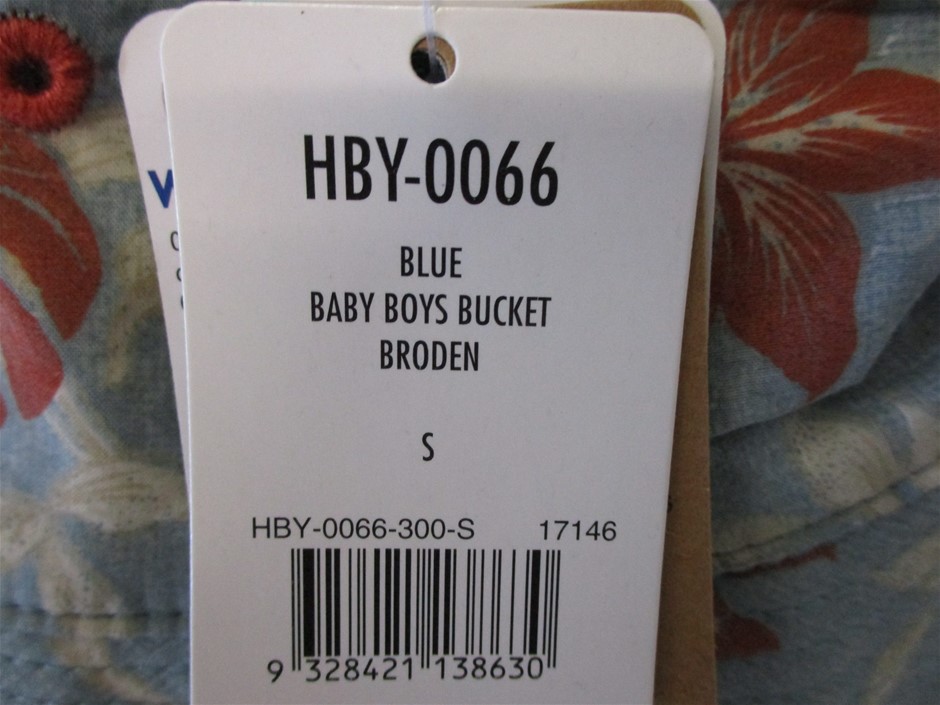 HBY-0066
BLUE
BABY BOYS BUCKET
BRODEN
S
HBY-0066-300-S 17146
9 328421 138630